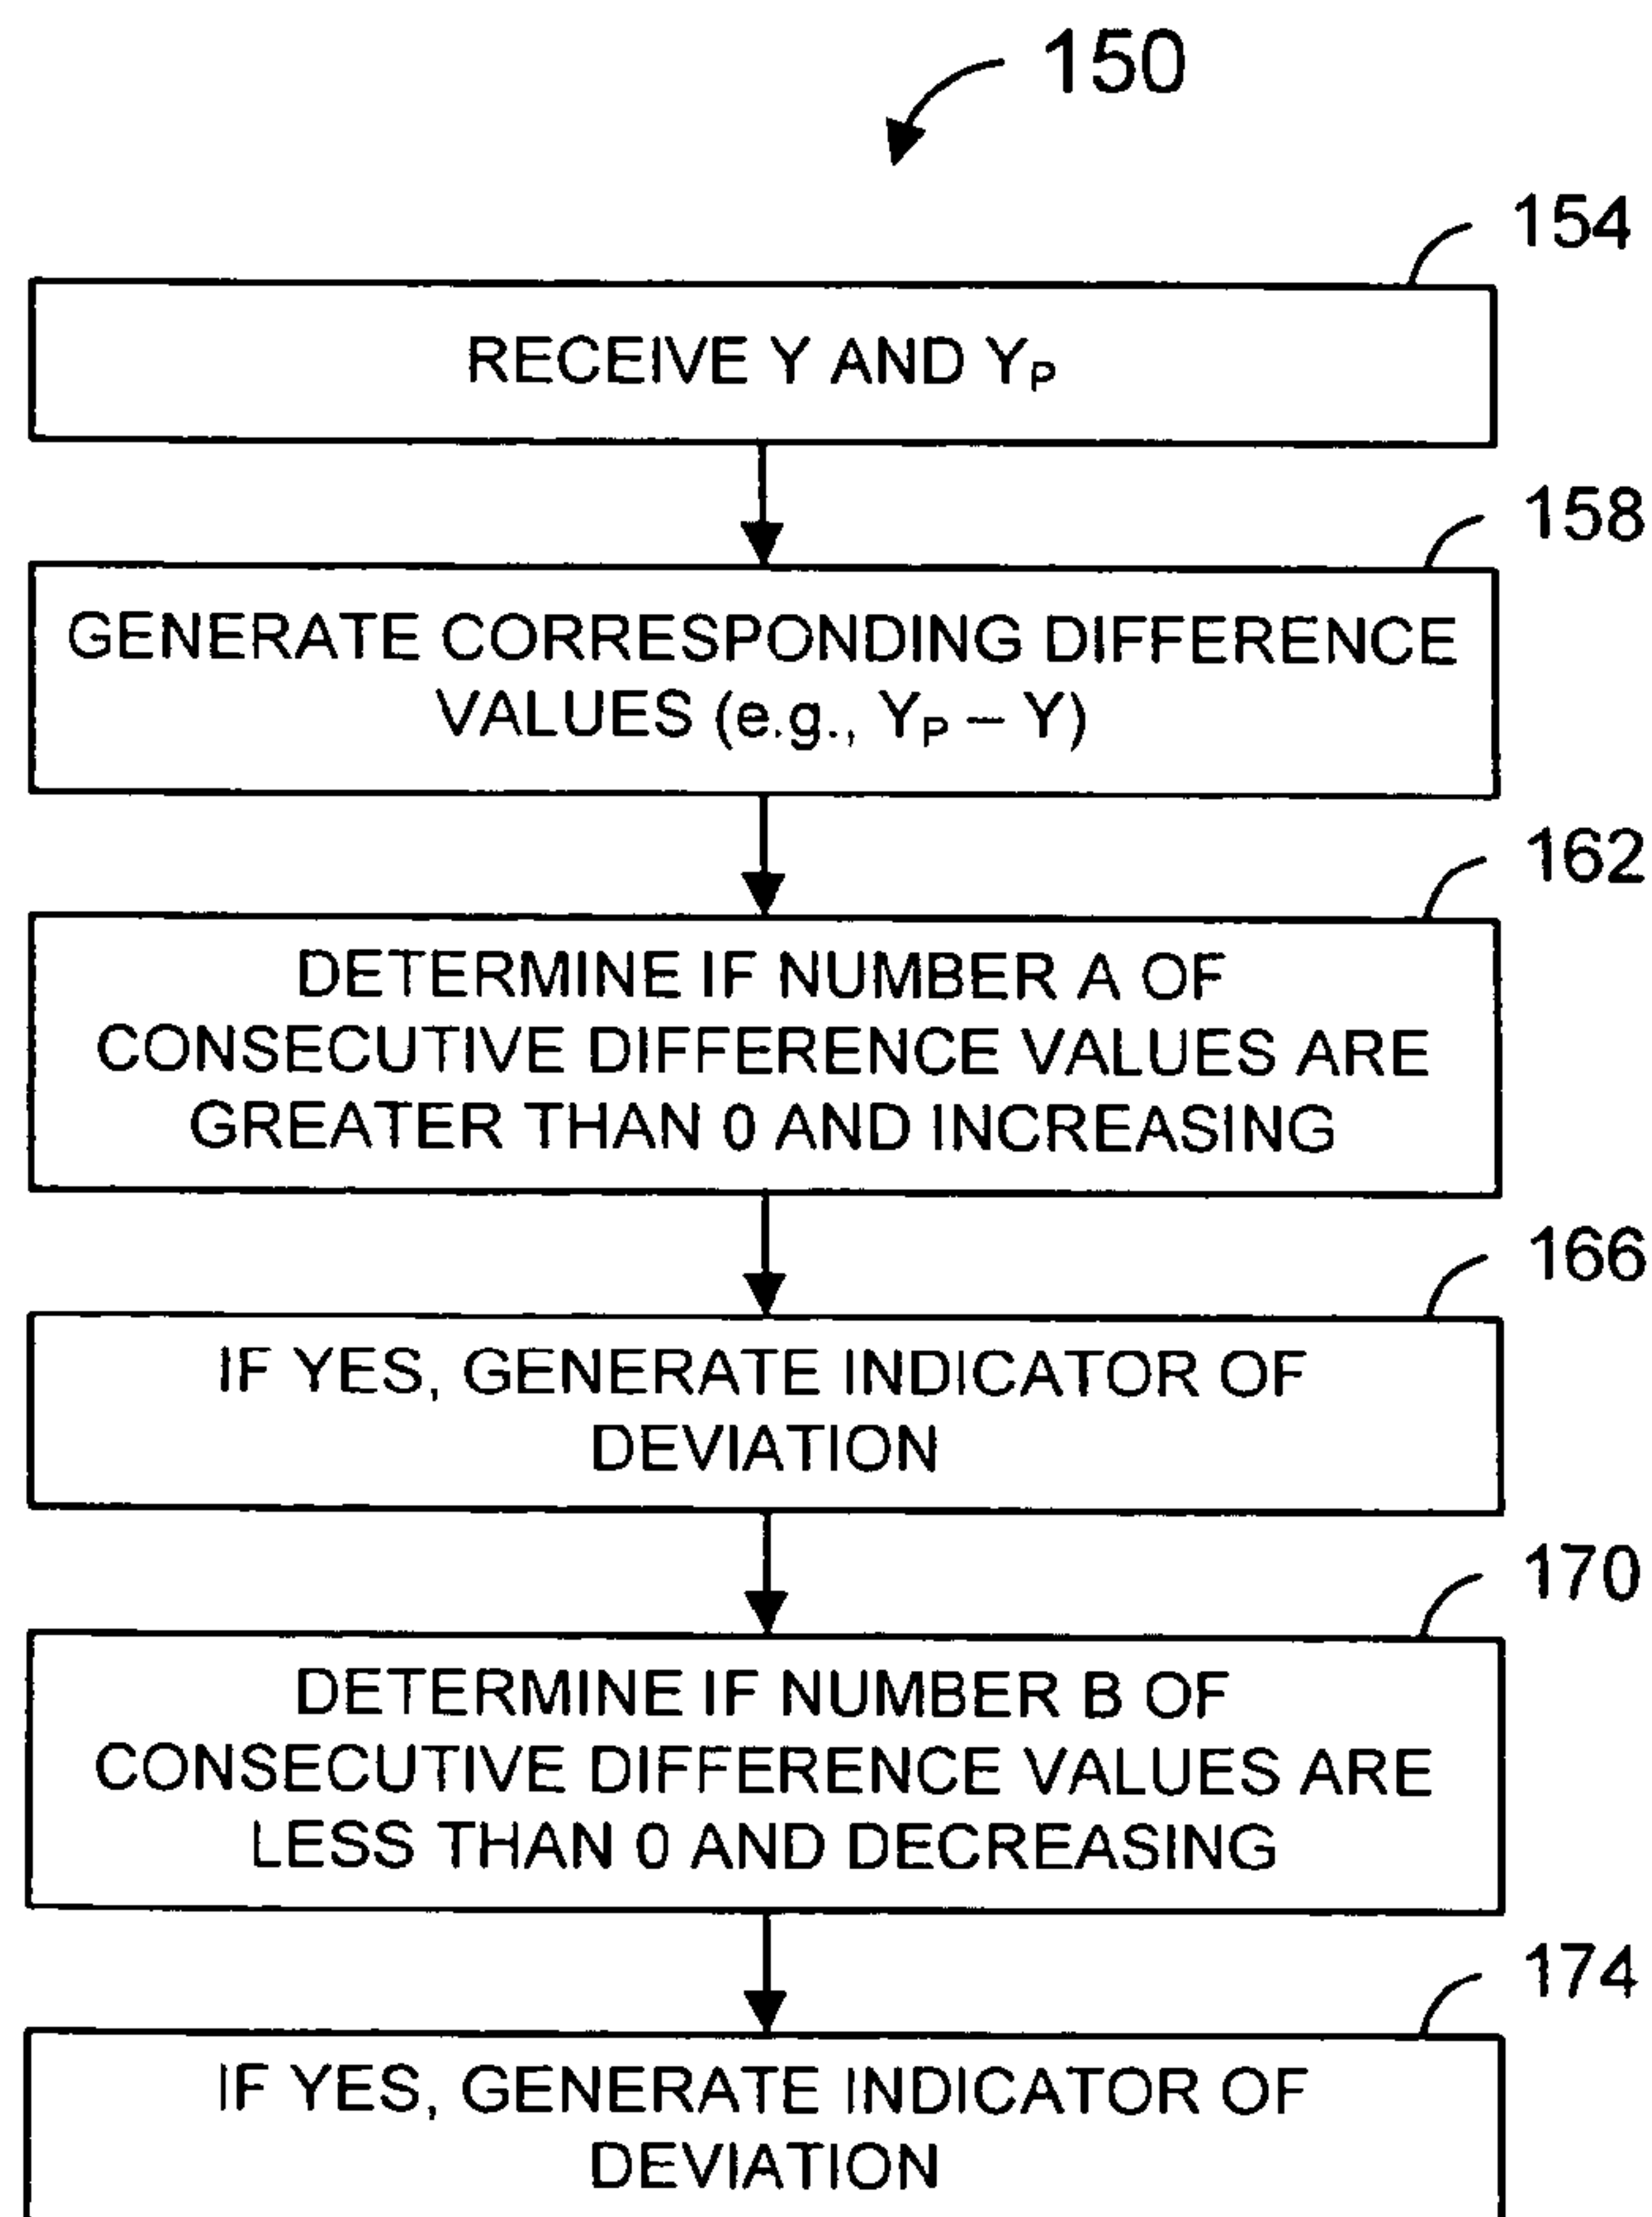 150
154
RECEIVE Y AND Yₚ
158
GENERATE CORRESPONDING DIFFERENCE
VALUES (e.g., Yₚ – Y)
162
DETERMINE IF NUMBER A OF
CONSECUTIVE DIFFERENCE VALUES ARE
GREATER THAN 0 AND INCREASING
166
IF YES, GENERATE INDICATOR OF
DEVIATION
170
DETERMINE IF NUMBER B OF
CONSECUTIVE DIFFERENCE VALUES ARE
LESS THAN 0 AND DECREASING
174
IF YES, GENERATE INDICATOR OF
DEVIATION